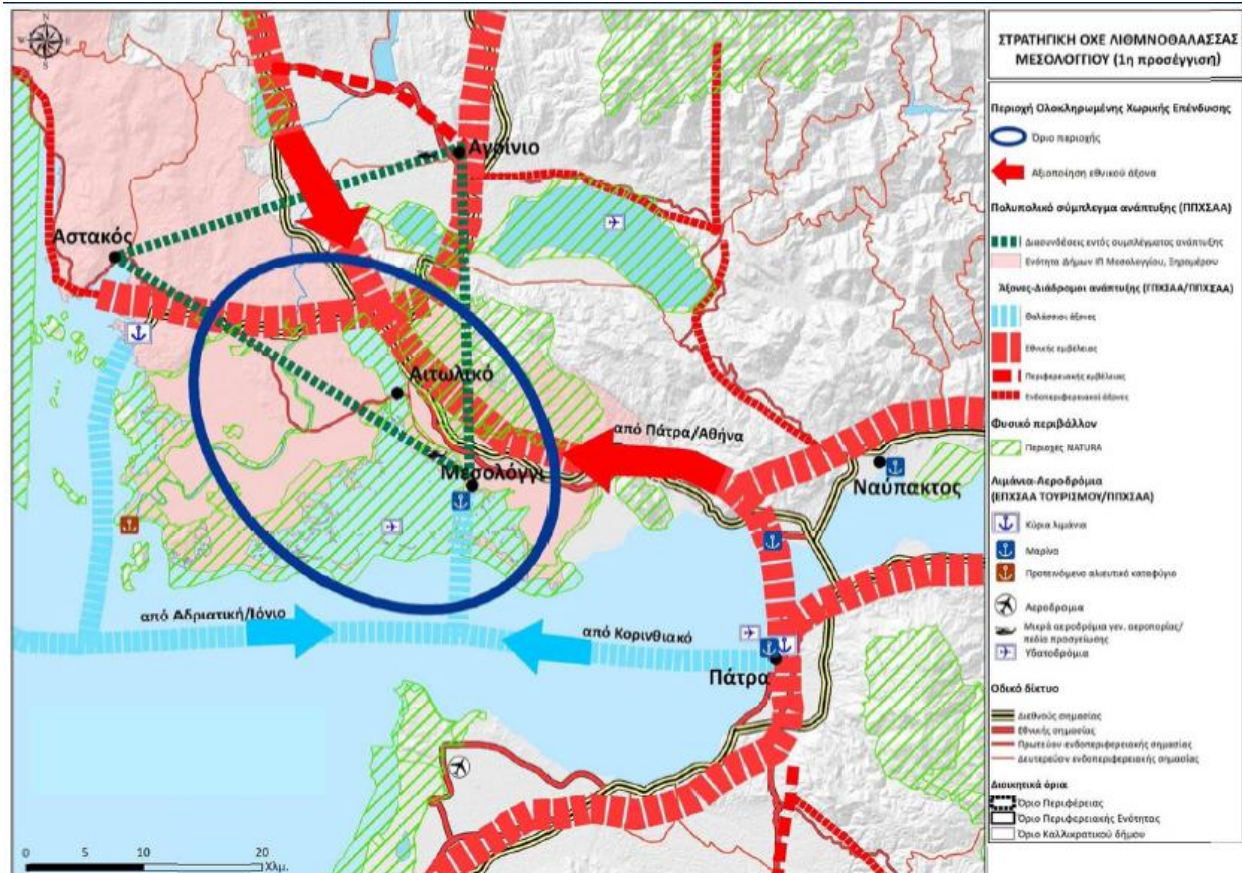 ΣΤΡΑΤΗΓΙΚΗ ΟΧΕ ΛΙΘΜΝΟΘΑΛΑΣΣΑΣ
ΜΕΣΟΛΟΓΓΙΟΥ (1η προσέγγιση)
Περιοχή Ολοκληρωμένης Χωρικής Επένδυσης
Όριο περιοχής
Αξιοποίηση εθνικού άξονα
Πολυπολικό σύμπλεγμα ανάπτυξης (ΠΠΧΣΑΑ)
Διασυνδέσεις εντός συμπλέγματος ανάπτυξης
Ενότητα Δήμων ΙΠ Μεσολογγίου, Ξηρομέρου
Άξονες-Διάδρομοι ανάπτυξης (ΓΠΧΣΑΑ/ΠΠΧΣΑΑ)
Θαλάσσιοι άξονες
Εθνικής εμβέλειας
Περιφερειακής εμβέλειας
Ενδοπεριφερειακοί άξονες
Φυσικό περιβάλλον
Περιοχές NATURA
Λιμάνια-Αεροδρόμια
(ΕΠΧΣΑΑ ΤΟΥΡΙΣΜΟΥ/ΠΠΧΣΑΑ)
Κύρια λιμάνια
Μαρίνα
Προτεινόμενο αλιευτικό καταφύγιο
Αεροδρόμια
Μικρά αεροδρόμια γεν. αεροπορίας/
πεδία προσγείωσης
Υδατοδρόμια
Οδικό δίκτυο
Διεθνούς σημασίας
Εθνικής σημασίας
Πρωτεύον ενδοπεριφερειακής σημασίας
Δευτερεύον ενδοπεριφερειακής σημασίας
Διοικητικά όρια
Όριο Περιφέρειας
Όριο Περιφερειακής Ενότητας
Όριο Καλλικρατικού δήμου
Αγρίνιο
Αστακός
Αιτωλικό
από Πάτρα/Αθήνα
Μεσολόγγι
Ναύπακτος
από Αδριατική/Ιόνιο
από Κορινθιακό
Πάτρα
0 5 10 20
Χλμ.